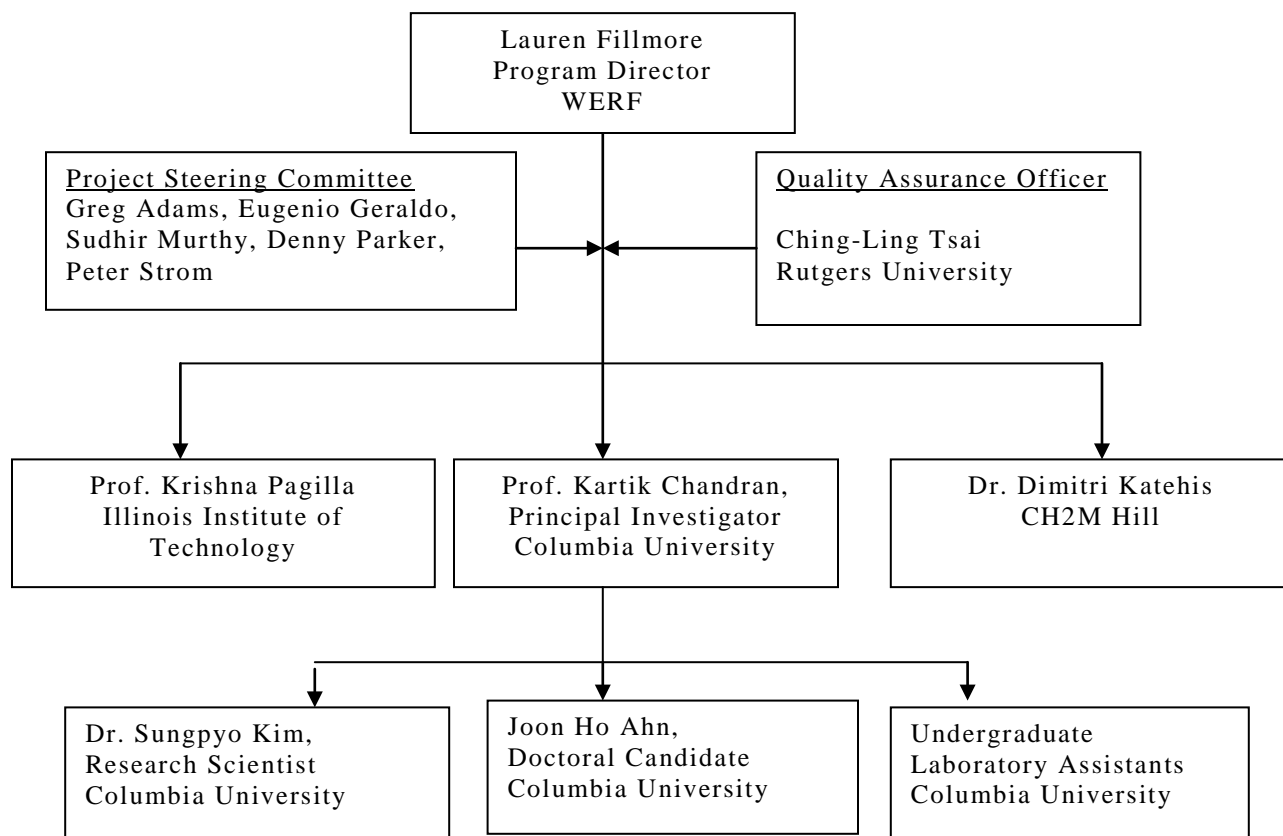 Lauren Fillmore
Program Director
WERF
Project Steering Committee
Greg Adams, Eugenio Geraldo,
Sudhir Murthy, Denny Parker,
Peter Strom
Quality Assurance Officer
Ching-Ling Tsai
Rutgers University
Prof. Krishna Pagilla
Illinois Institute of
Technology
Prof. Kartik Chandran,
Principal Investigator
Columbia University
Dr. Dimitri Katehis
CH2M Hill
Dr. Sungpyo Kim,
Research Scientist
Columbia University
Joon Ho Ahn,
Doctoral Candidate
Columbia University
Undergraduate
Laboratory Assistants
Columbia University